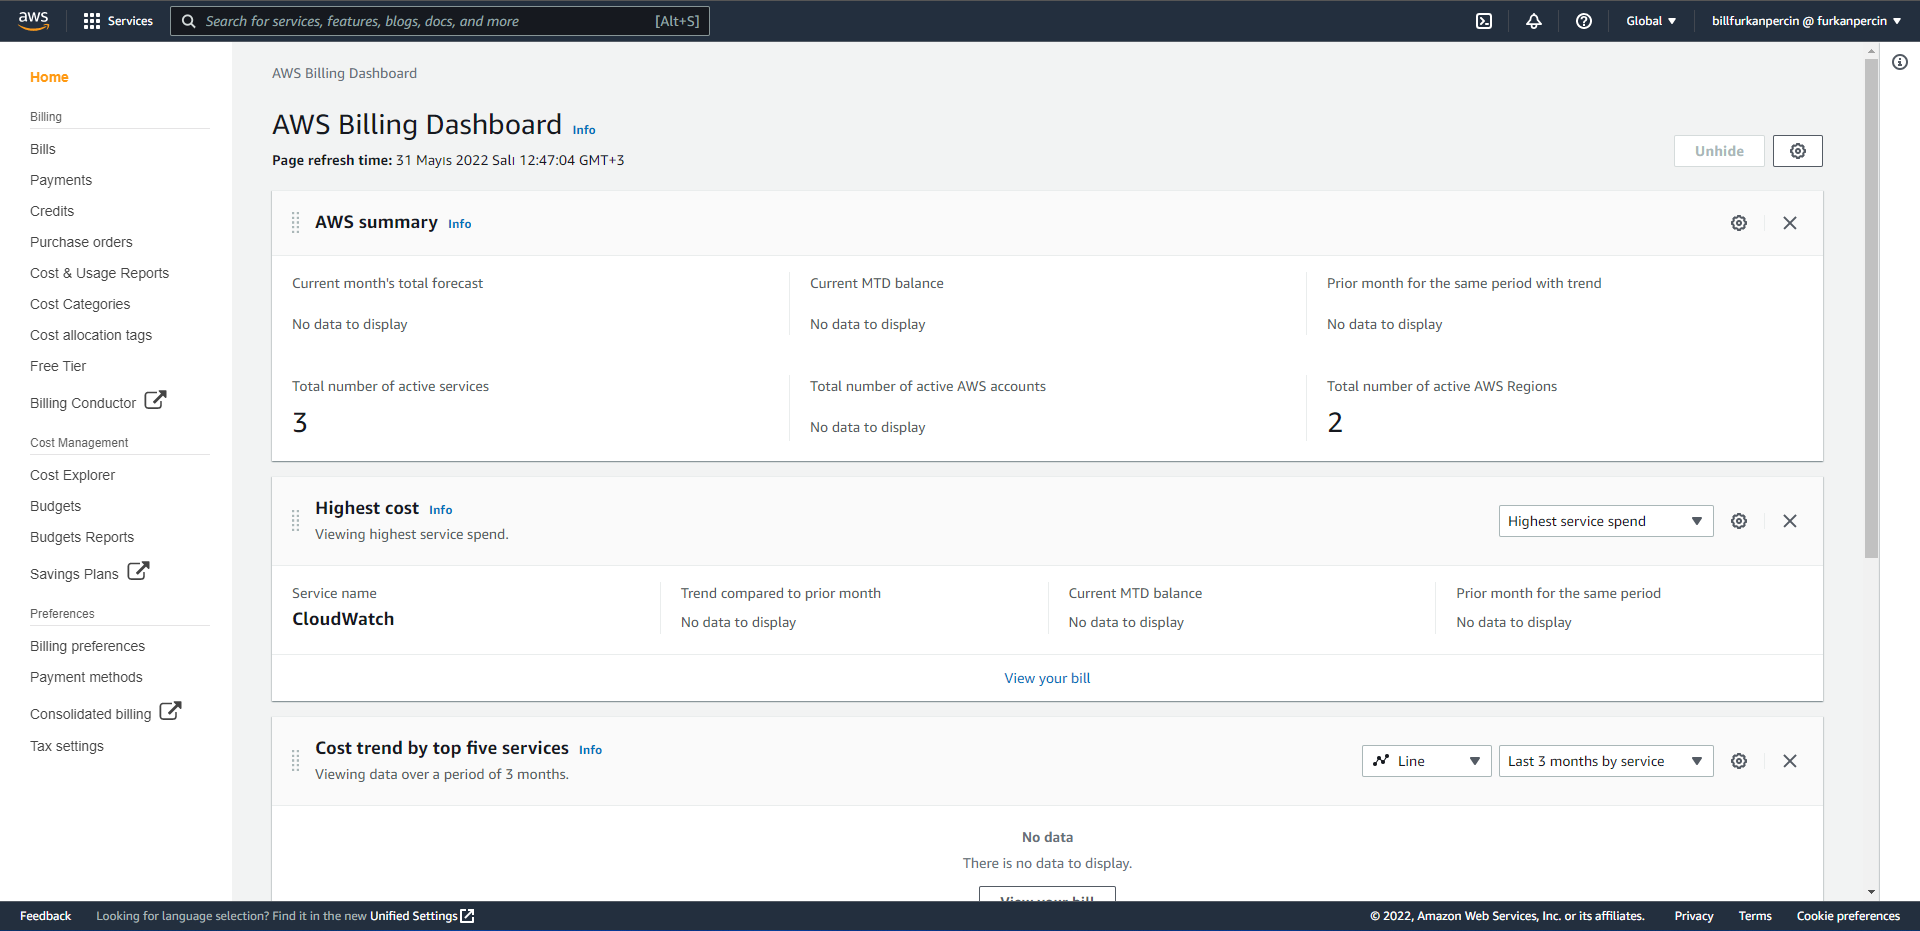 aws
Services
Search for services, features, blogs, docs, and more [Alt+S]
Global
billfurkanpercin @ furkanpercin
Home
Billing
Bills
Payments
Credits
Purchase orders
Cost & Usage Reports
Cost Categories
Cost allocation tags
Free Tier
Billing Conductor
Cost Management
Cost Explorer
Budgets
Budgets Reports
Savings Plans
Preferences
Billing preferences
Payment methods
Consolidated billing
Tax settings
AWS Billing Dashboard
AWS Billing Dashboard Info
Page refresh time: 31 Mayıs 2022 Salı 12:47:04 GMT+3
Unhide
AWS summary Info
Current month's total forecast
No data to display
Current MTD balance
No data to display
Prior month for the same period with trend
No data to display
Total number of active services
3
Total number of active AWS accounts
No data to display
Total number of active AWS Regions
2
Highest cost Info
Viewing highest service spend.
Highest service spend
Service name
CloudWatch
Trend compared to prior month
No data to display
Current MTD balance
No data to display
Prior month for the same period
No data to display
View your bill
Cost trend by top five services Info
Viewing data over a period of 3 months.
Line
Last 3 months by service
No data
There is no data to display.
View your bill
Feedback
Looking for language selection? Find it in the new Unified Settings
© 2022, Amazon Web Services, Inc. or its affiliates.
Privacy
Terms
Cookie preferences